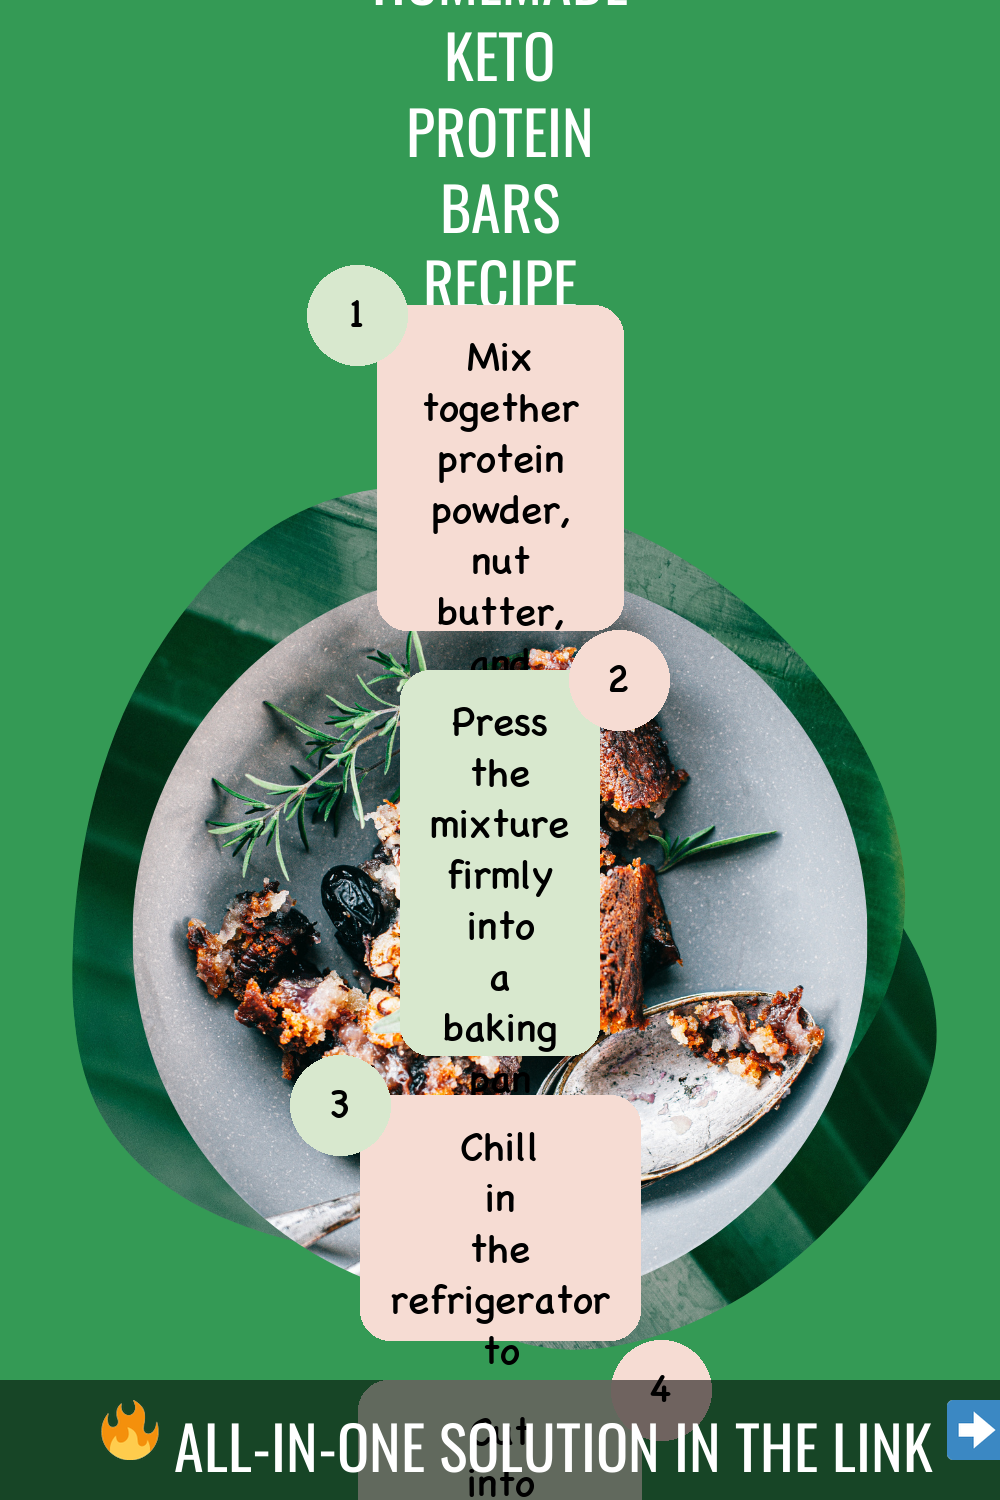 HOMEMADE
KETO
PROTEIN
BARS
RECIPE
1
Mix
together
protein
powder,
nut
butter,
and
2
Press
the
mixture
firmly
into
a
baking
pan
3
Chill
in
the
refrigerator
to
4
Cut
into
🔥 ALL-IN-ONE SOLUTION IN THE LINK ➡️